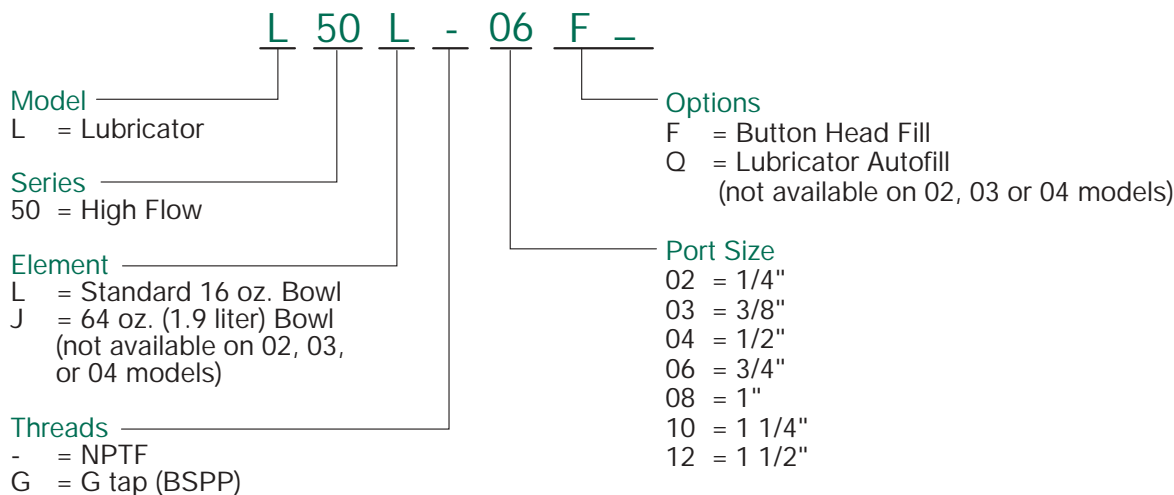 L 50 L - 06 F _
Model
L = Lubricator
Series
50 = High Flow
Element
L = Standard 16 oz. Bowl
J = 64 oz. (1.9 liter) Bowl
(not available on 02, 03,
or 04 models)
Threads
- = NPTF
G = G tap (BSPP)
Options
F = Button Head Fill
Q = Lubricator Autofill
(not available on 02, 03 or 04 models)
Port Size
02 = 1/4"
03 = 3/8"
04 = 1/2"
06 = 3/4"
08 = 1"
10 = 1 1/4"
12 = 1 1/2"